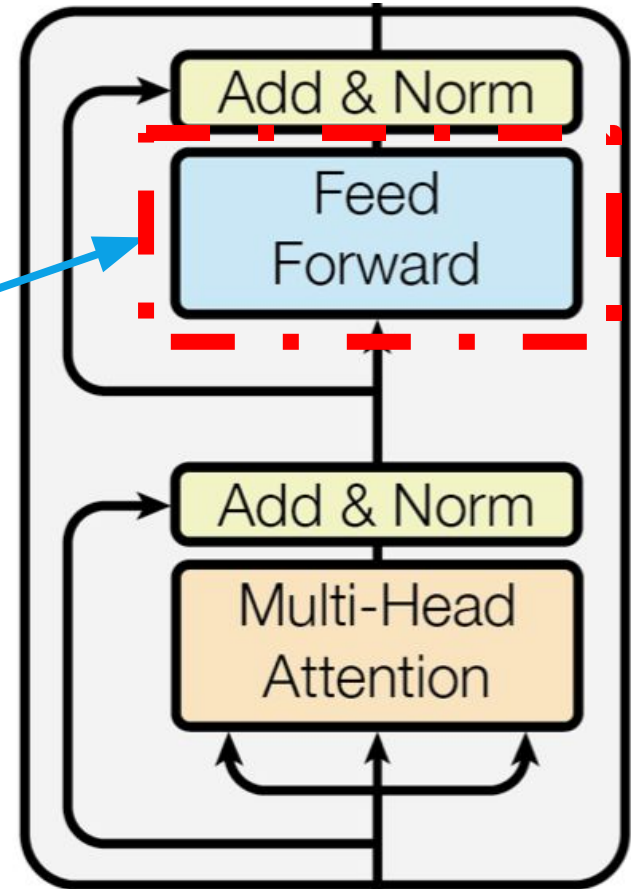 Add & Norm
Feed
Forward
Add & Norm
Multi-Head
Attention